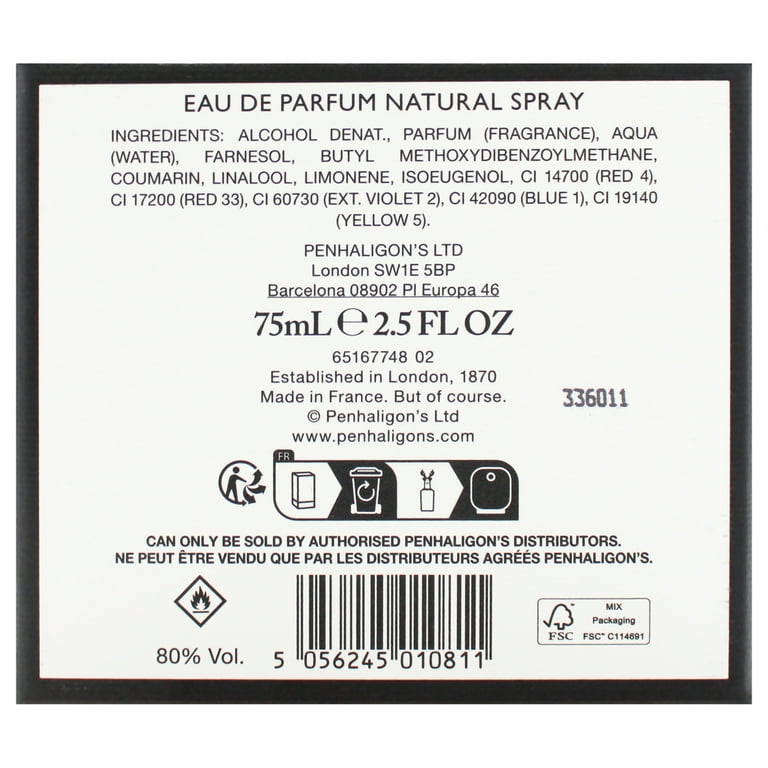 EAU DE PARFUM NATURAL SPRAY
INGREDIENTS: ALCOHOL DENAT., PARFUM (FRAGRANCE), AQUA
(WATER), FARNESOL, BUTYL METHOXYDIBENZOYLMETHANE,
COUMARIN, LINALOOL, LIMONENE, ISOEUGENOL, CI 14700 (RED 4),
CI 17200 (RED 33), CI 60730 (EXT. VIOLET 2), CI 42090 (BLUE 1), CI 19140
(YELLOW 5).
PENHALIGON'S LTD
London SW1E 5BP
Barcelona 08902 Pl Europa 46
75mL ℮ 2.5 FL OZ
65167748 02
Established in London, 1870
Made in France. But of course.
336011
© Penhaligon's Ltd
www.penhaligons.com
FR
CAN ONLY BE SOLD BY AUTHORISED PENHALIGON'S DISTRIBUTORS.
NE PEUT ÊTRE VENDU QUE PAR LES DISTRIBUTEURS AGRÉÉS PENHALIGON'S.
80% Vol.
5 056245 010811
FSC
MIX
Packaging
FSC™ C114691